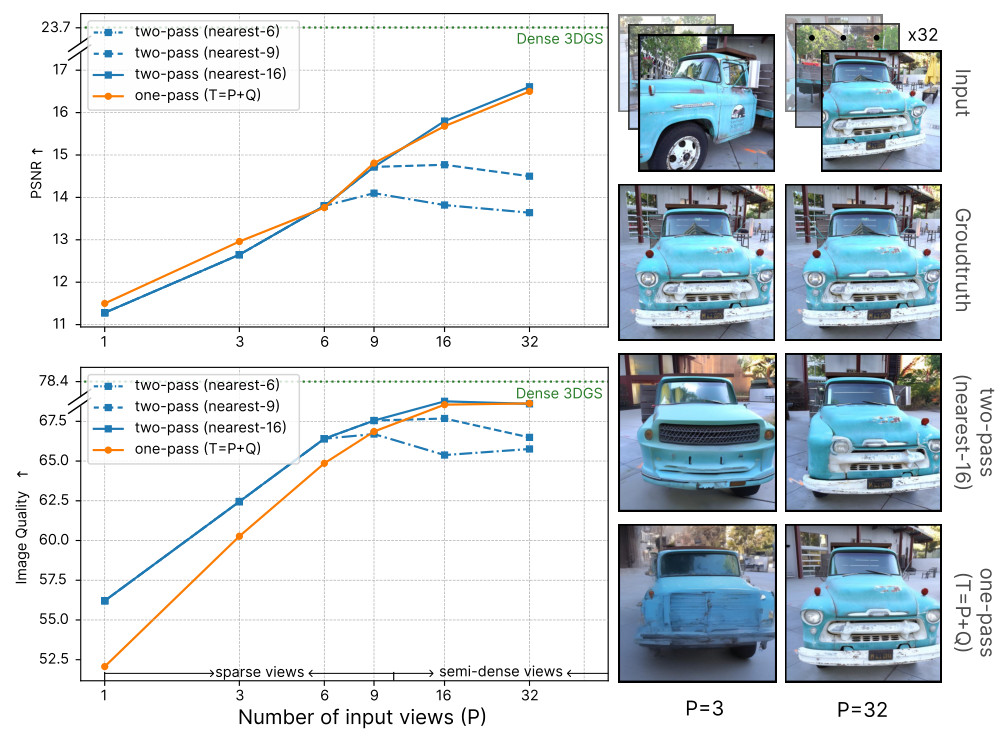 two-pass (nearest-6)
two-pass (nearest-9)
two-pass (nearest-16)
one-pass (T=P+Q)
Dense 3DGS
23.7
17
16
15
14
13
12
11
PSNR ↑
1
3
6
9
16
32
two-pass (nearest-6)
two-pass (nearest-9)
two-pass (nearest-16)
one-pass (T=P+Q)
Dense 3DGS
78.4
67.5
65.0
62.5
60.0
57.5
55.0
52.5
Image Quality ↑
sparse views
semi-dense views
1
3
6
9
16
32
Number of input views (P)
x32
Input
Groudtruth
two-pass
(nearest-16)
one-pass
(T=P+Q)
P=3
P=32